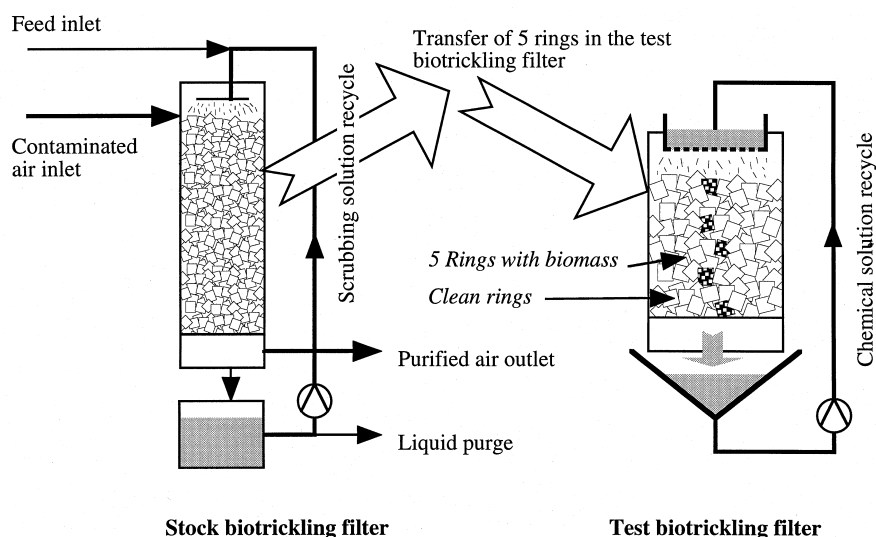 Feed inlet
Contaminated
air inlet
Scrubbing solution recycle
Transfer of 5 rings in the test
biotrickling filter
5 Rings with biomass
Clean rings
Chemical solution recycle
Purified air outlet
Liquid purge
Stock biotrickling filter
Test biotrickling filter